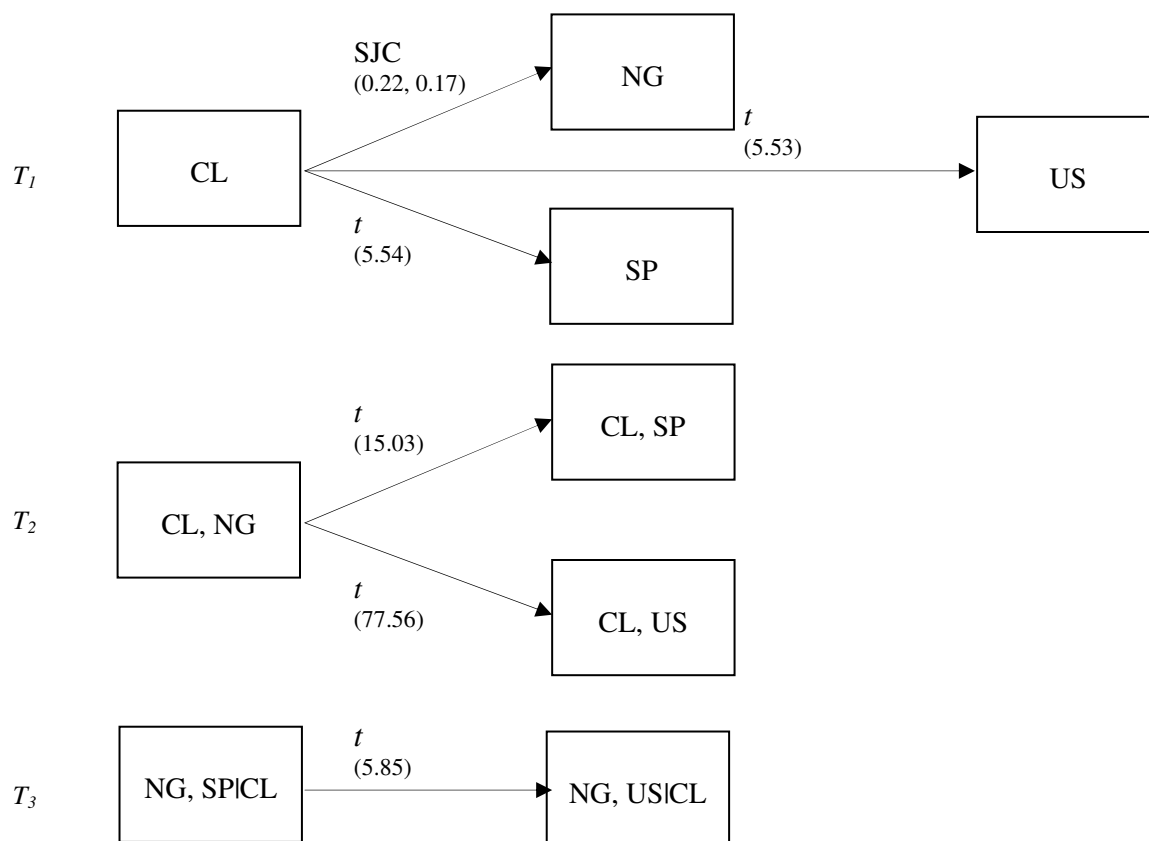 SJC
(0.22, 0.17)
NG
t
(5.53)
T1
CL
US
t
(5.54)
SP
t
(15.03)
CL, SP
T2
CL, NG
t
(77.56)
CL, US
t
(5.85)
T3
NG, SP|CL
NG, US|CL